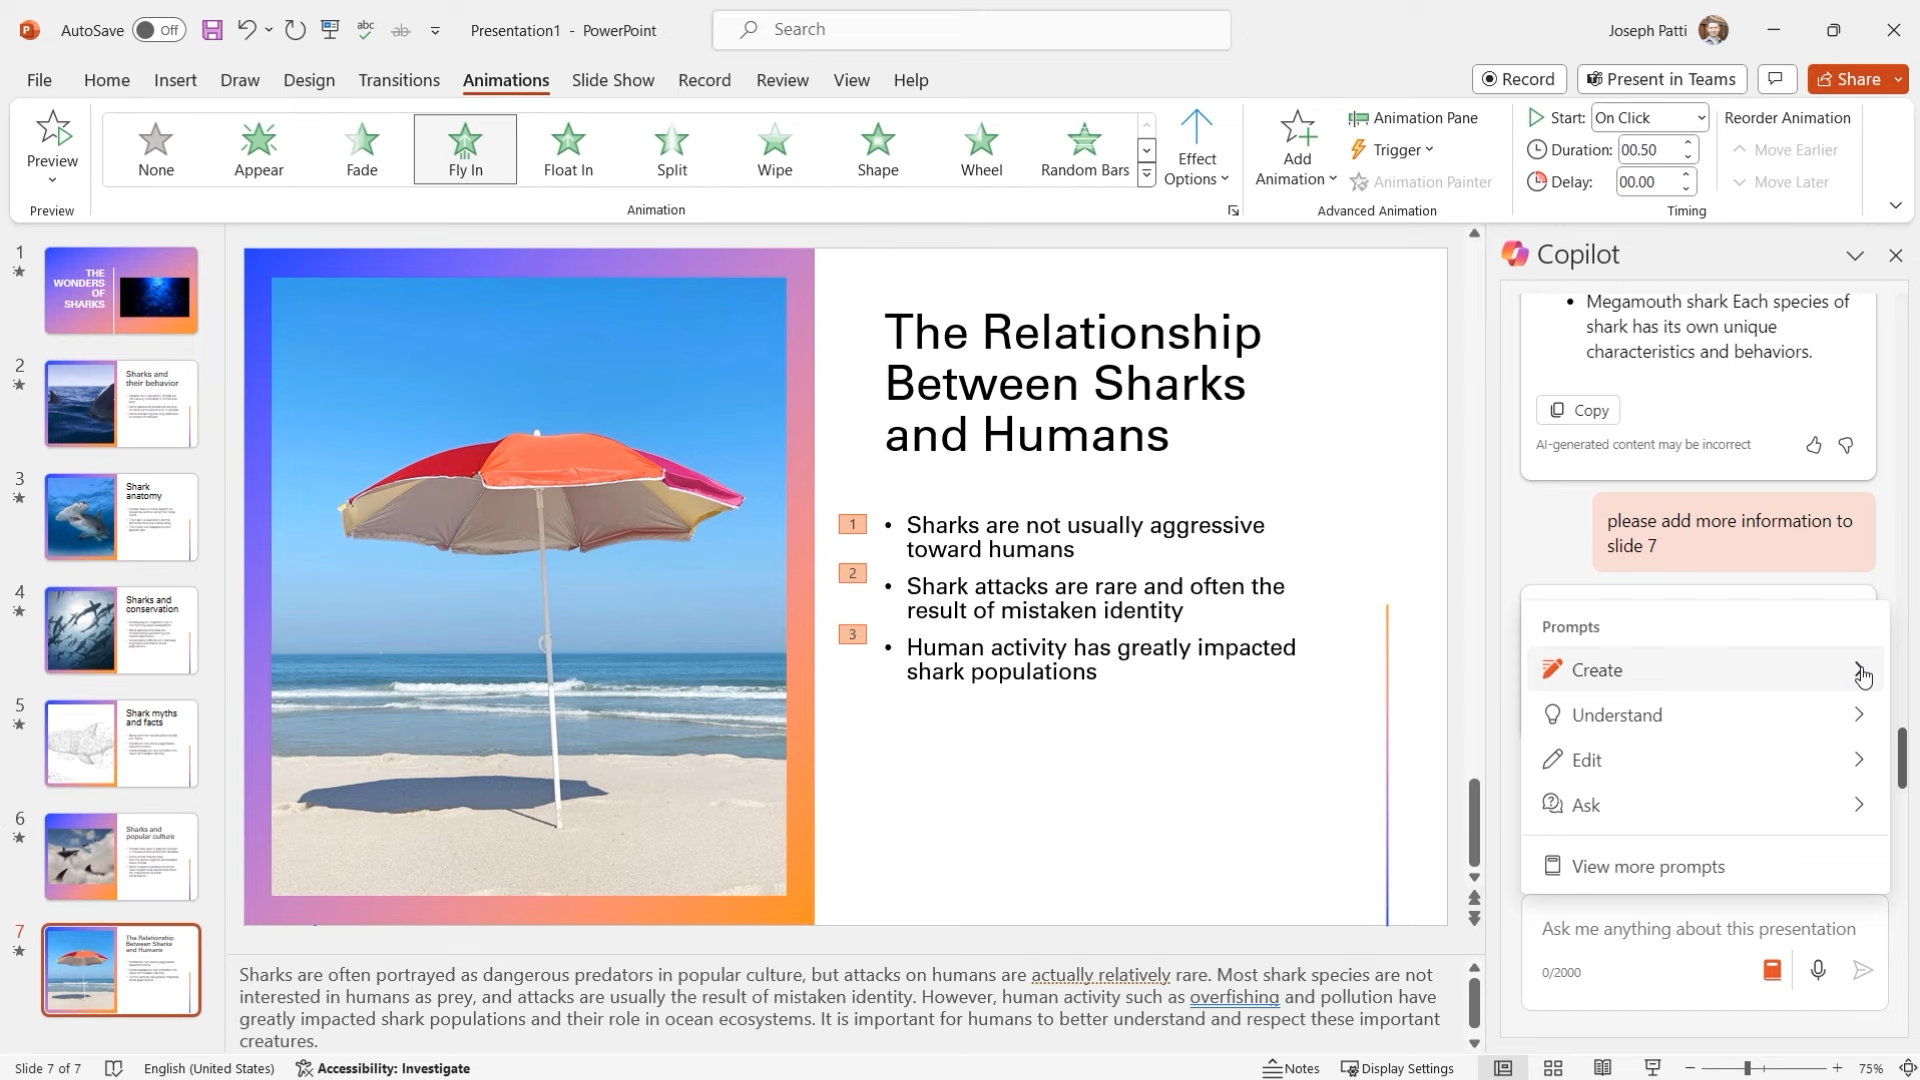 AutoSave
Off
abc
ab
Presentation1 - PowerPoint
Search
Joseph Patti
File
Home
Insert
Draw
Design
Transitions
Animations
Slide Show
Record
Review
View
Help
Record
Present in Teams
Share
Preview
Preview
None
Appear
Fade
Fly In
Float In
Split
Wipe
Shape
Wheel
Random Bars
Animation
Effect
Options
Add
Animation
Animation Pane
Trigger
Animation Painter
Advanced Animation
Start: On Click
Duration: 00.50
Delay: 00.00
Timing
Reorder Animation
Move Earlier
Move Later
1
THE
WONDERS
OF
SHARKS
2
Sharks and
their behavior
3
Shark
anatomy
4
Sharks and
conservation
5
Shark myths
and facts
6
Sharks and
popular culture
7
The Relationship
Between Sharks
and Humans
The Relationship
Between Sharks
and Humans
1
• Sharks are not usually aggressive
toward humans
2
• Shark attacks are rare and often the
result of mistaken identity
3
• Human activity has greatly impacted
shark populations
Sharks are often portrayed as dangerous predators in popular culture, but attacks on humans are actually relatively rare. Most shark species are not
interested in humans as prey, and attacks are usually the result of mistaken identity. However, human activity such as overfishing and pollution have
greatly impacted shark populations and their role in ocean ecosystems. It is important for humans to better understand and respect these important
creatures.
Copilot
• Megamouth shark Each species of
shark has its own unique
characteristics and behaviors.
Copy
AI-generated content may be incorrect
please add more information to
slide 7
Prompts
Create
Understand
Edit
Ask
View more prompts
Ask me anything about this presentation
0/2000
Slide 7 of 7
English (United States)
Accessibility: Investigate
Notes
Display Settings
75%